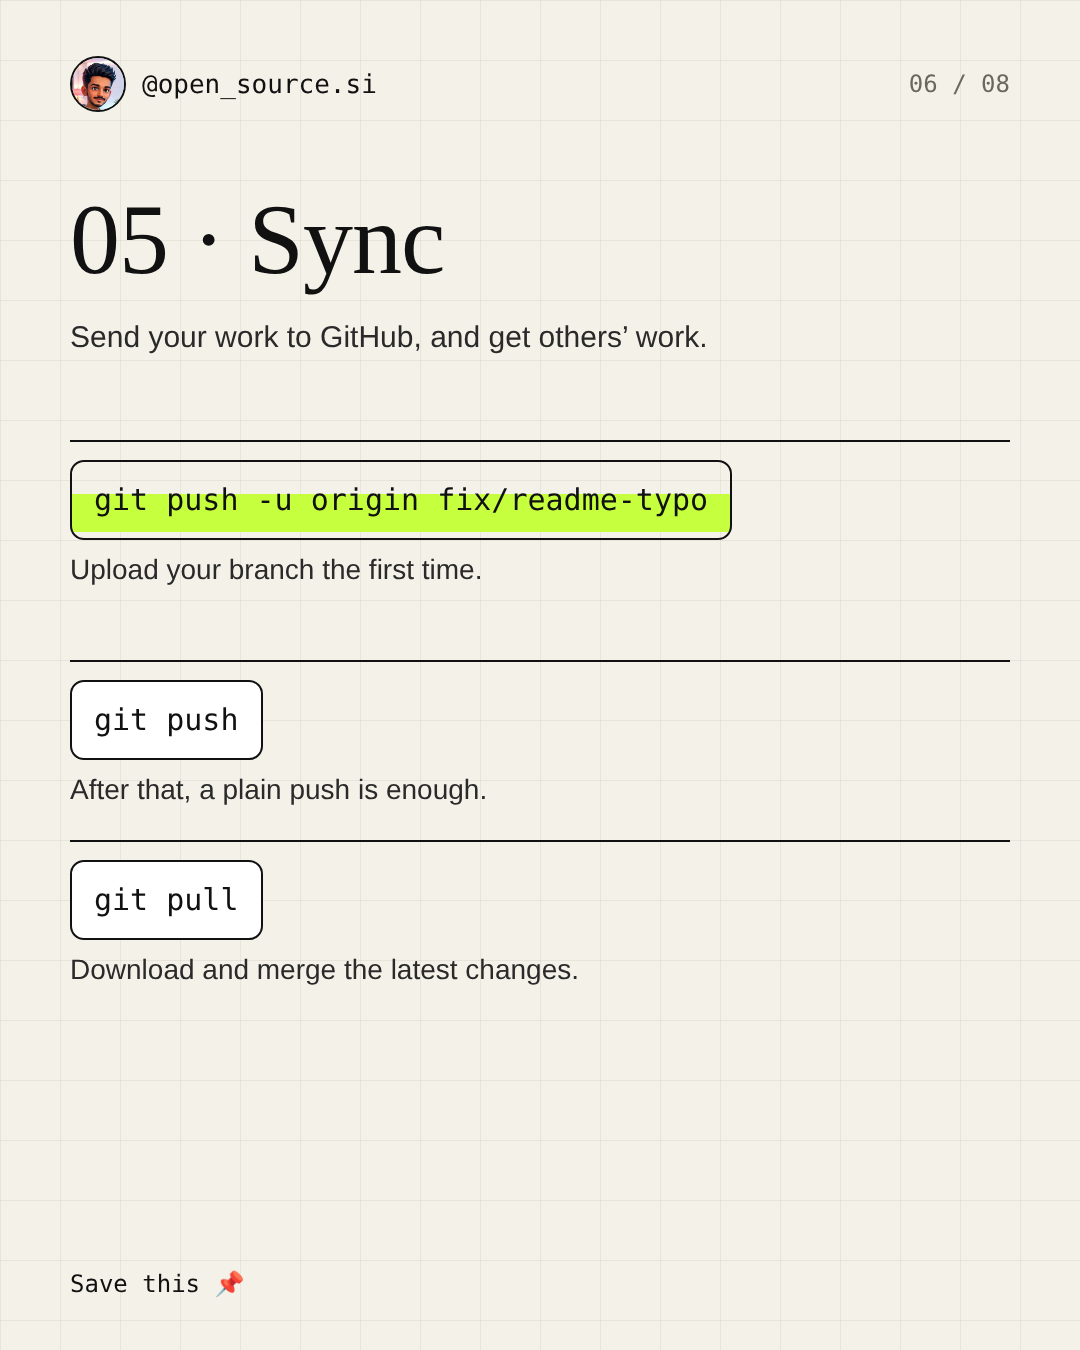 @open_source.si
06 / 08
05 · Sync
Send your work to GitHub, and get others’ work.
git push -u origin fix/readme-typo
Upload your branch the first time.
git push
After that, a plain push is enough.
git pull
Download and merge the latest changes.
Save this 📌